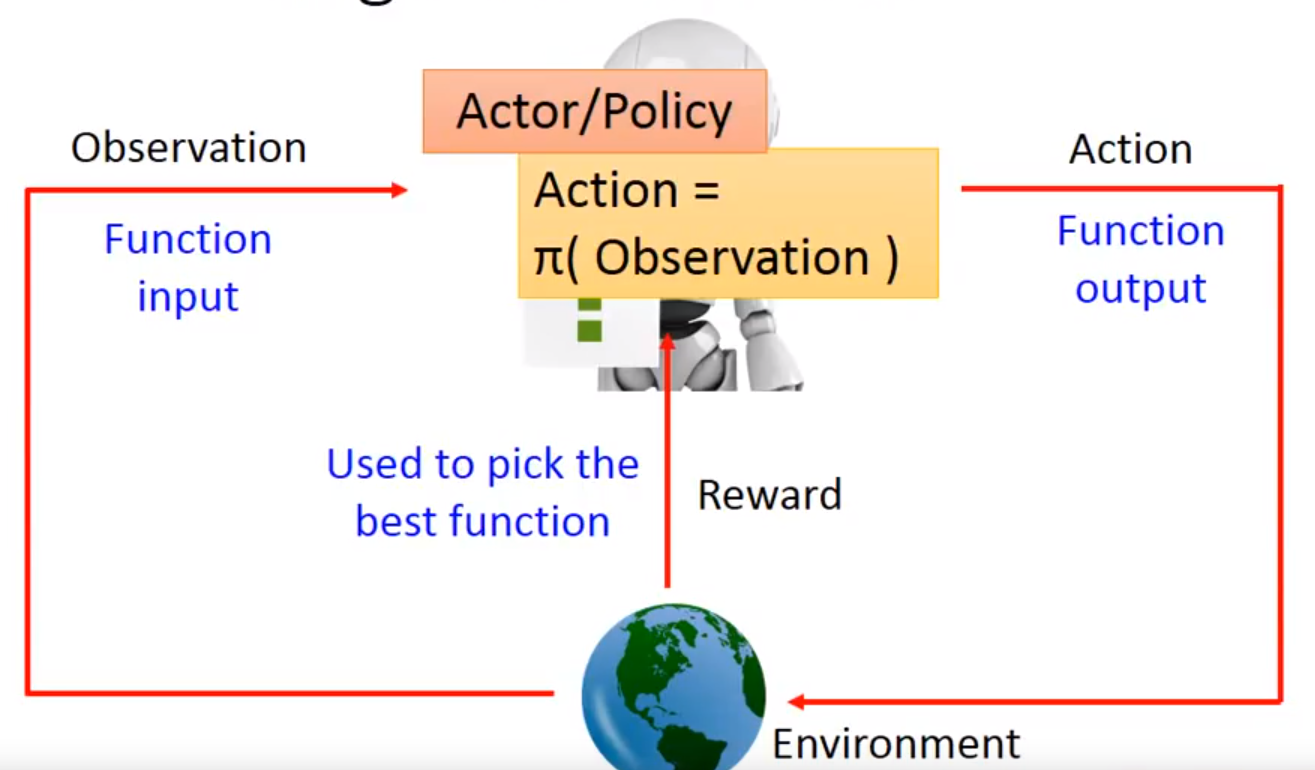 Actor/Policy
Observation
Action
Action =
π( Observation )
Function
input
Function
output
Used to pick the
best function
Reward
Environment